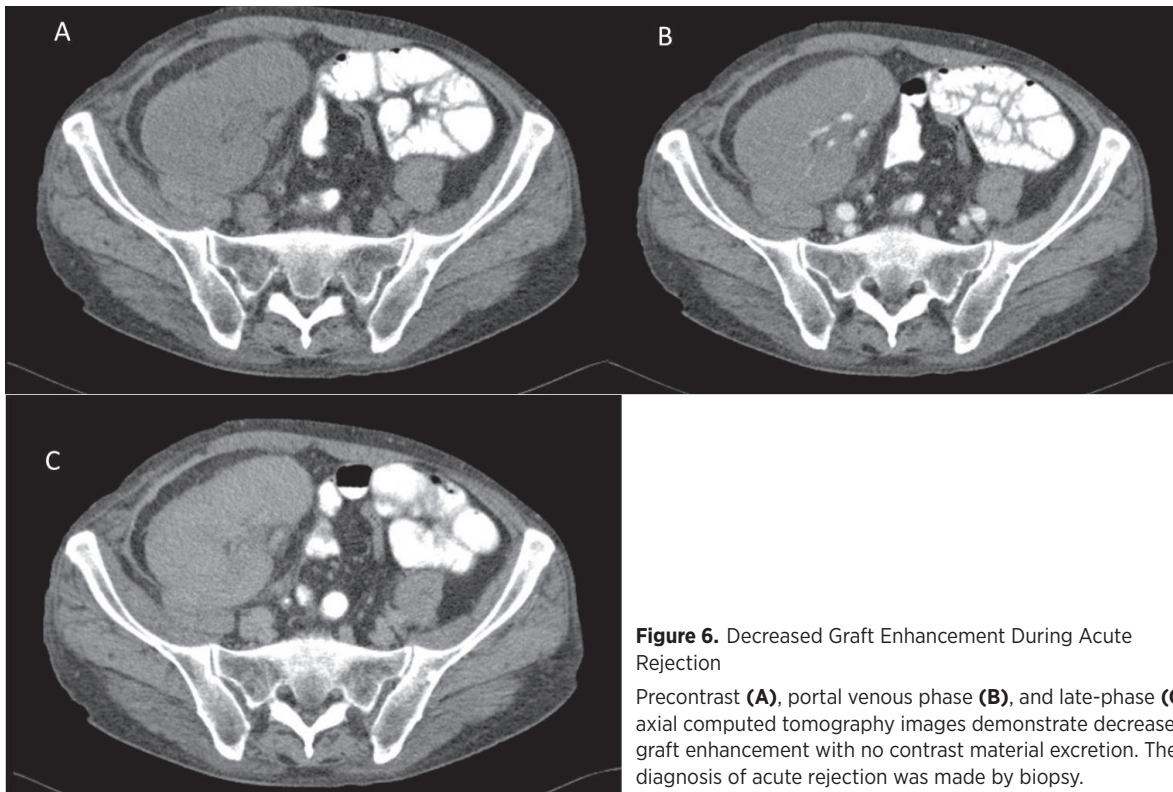 A
B
C
Figure 6. Decreased Graft Enhancement During Acute
Rejection
Precontrast (A), portal venous phase (B), and late-phase (C
axial computed tomography images demonstrate decrease
graft enhancement with no contrast material excretion. The
diagnosis of acute rejection was made by biopsy.